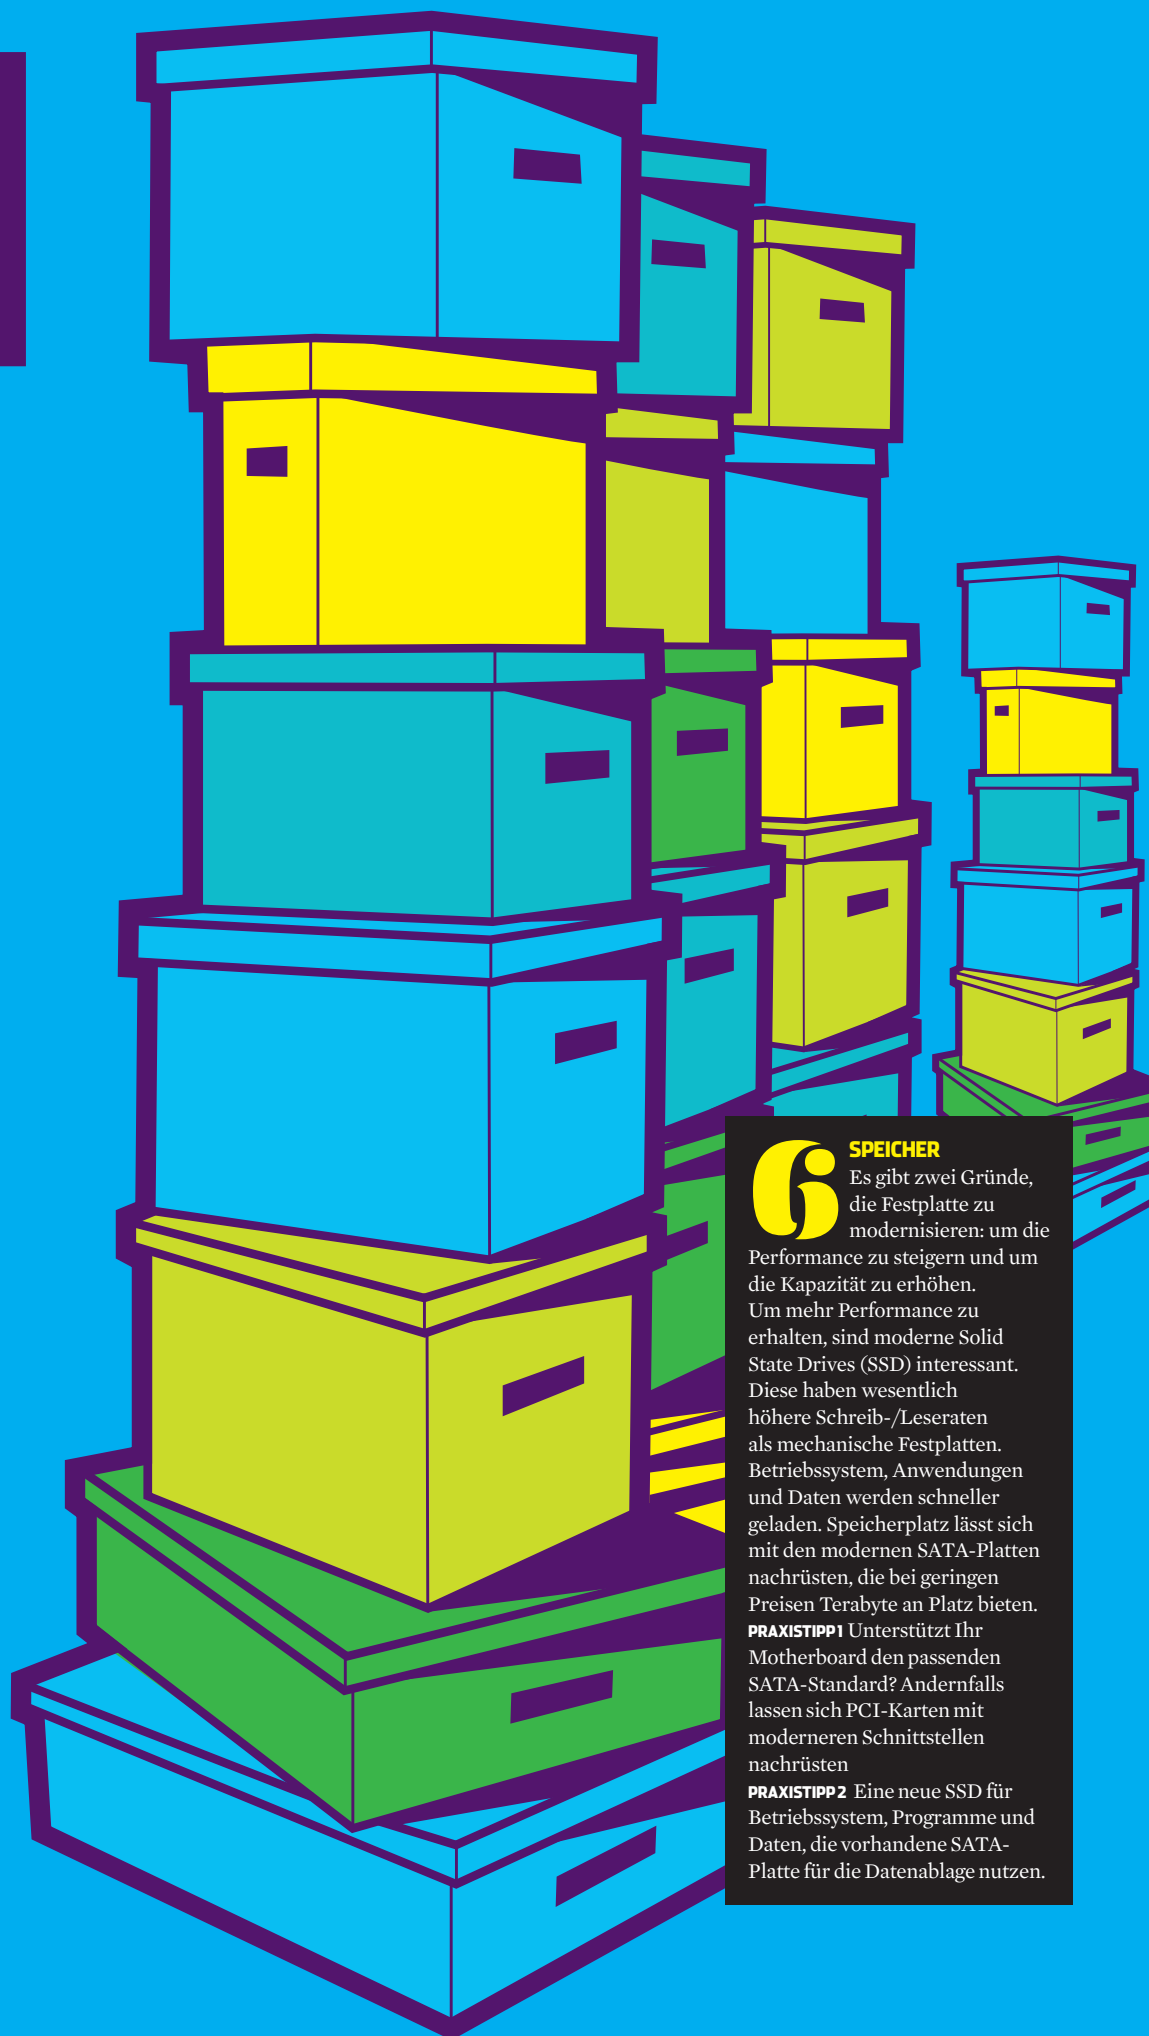 6 SPEICHER
Es gibt zwei Gründe,
die Festplatte zu
modernisieren: um die
Performance zu steigern und um
die Kapazität zu erhöhen.
Um mehr Performance zu
erhalten, sind moderne Solid
State Drives (SSD) interessant.
Diese haben wesentlich
höhere Schreib-/Leseraten
als mechanische Festplatten.
Betriebssystem, Anwendungen
und Daten werden schneller
geladen. Speicherplatz lässt sich
mit den modernen SATA-Platten
nachrüsten, die bei geringen
Preisen Terabyte an Platz bieten.
PRAXISTIPP 1 Unterstützt Ihr
Motherboard den passenden
SATA-Standard? Andernfalls
lassen sich PCI-Karten mit
moderneren Schnittstellen
nachrüsten
PRAXISTIPP 2 Eine neue SSD für
Betriebssystem, Programme und
Daten, die vorhandene SATA-
Platte für die Datenablage nutzen.